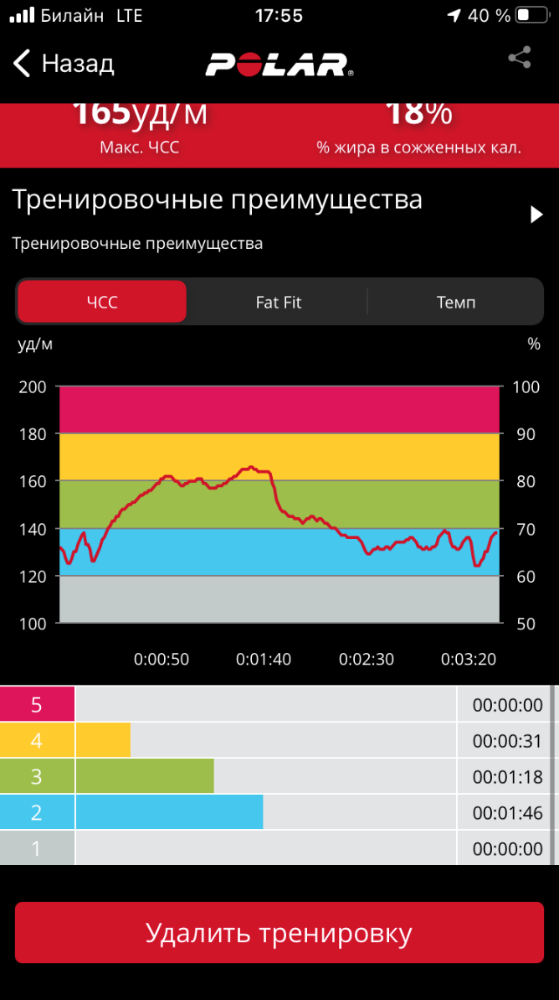 Билайн LTE 17:55 40 %
Назад POLAR®
165уд/м 18%
Макс. ЧСС % жира в сожженных кал.
Тренировочные преимущества
Тренировочные преимущества
ЧСС Fat Fit Темп
уд/м %
200 100
180 90
160 80
140 70
120 60
100 50
0:00:50 0:01:40 0:02:30 0:03:20
5 00:00:00
4 00:00:31
3 00:01:18
2 00:01:46
1 00:00:00
Удалить тренировку